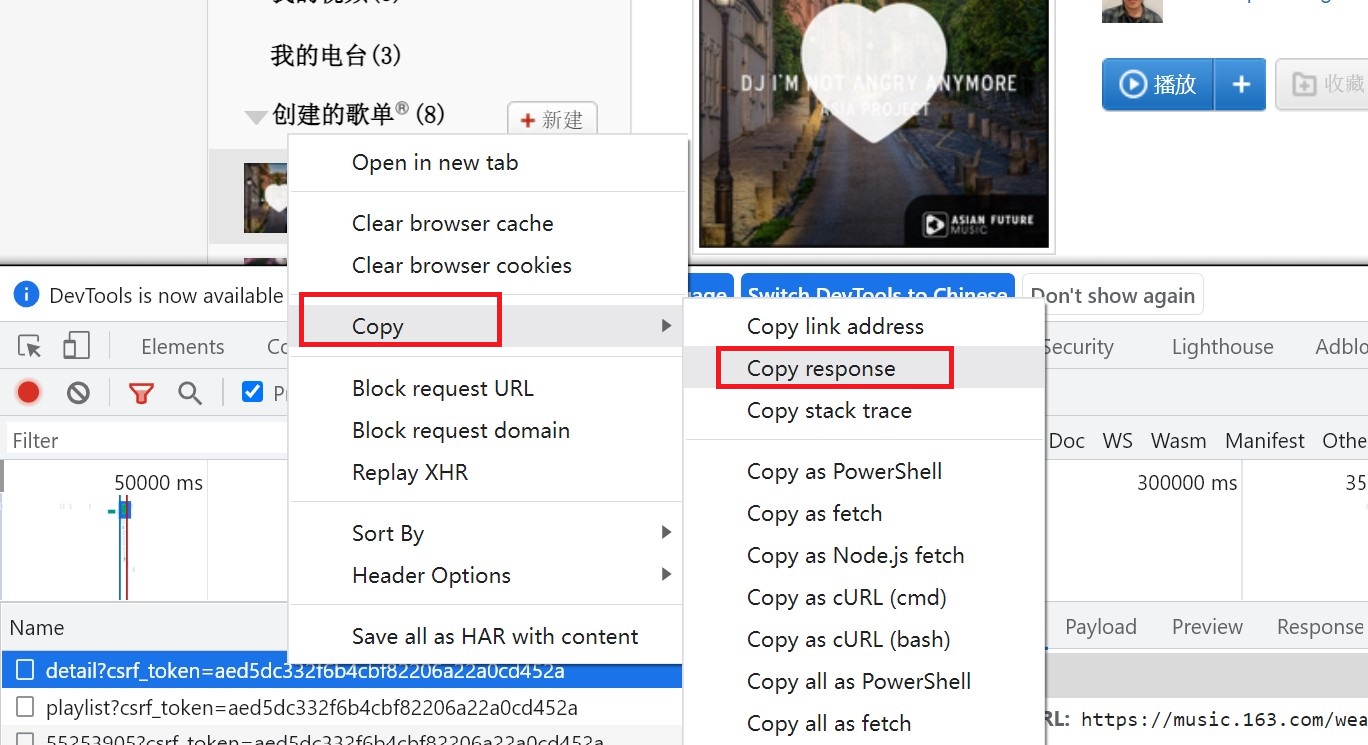 我的视频(0)
我的电台(3)
创建的歌单®(8)
新建
DJ I'M NOT ANGRY ANYMORE
ASIA PROJECT
ASIAN FUTURE
MUSIC
播放
收藏
Open in new tab
Clear browser cache
Clear browser cookies
Copy
Block request URL
Block request domain
Replay XHR
Sort By
Header Options
Save all as HAR with content
DevTools is now available
Switch DevTools to Chinese
Don't show again
Copy link address
Copy response
Copy stack trace
Copy as PowerShell
Copy as fetch
Copy as Node.js fetch
Copy as cURL (cmd)
Copy as cURL (bash)
Copy all as PowerShell
Copy all as fetch
Elements
Security
Lighthouse
Adblo
Filter
Doc WS Wasm Manifest Othe
50000 ms
300000 ms
35
Name
Payload
Preview
Response
detail?csrf_token=aed5dc332f6b4cbf82206a22a0cd452a
playlist?csrf_token=aed5dc332f6b4cbf82206a22a0cd452a
55253905?csrf_token=aed5dc332f6b4cbf82206a22a0cd452a
RL: https://music.163.com/wea